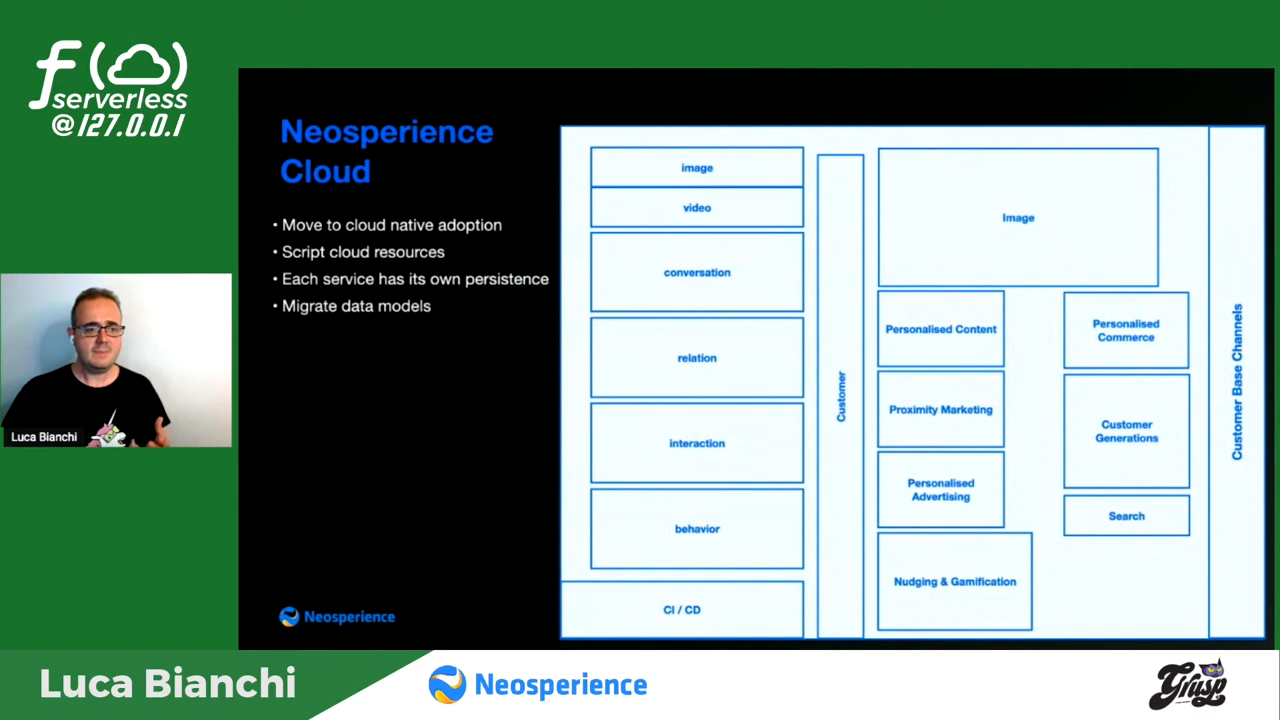 f()
serverless
@127.0.0.1
Neosperience
Cloud
• Move to cloud native adoption
• Script cloud resources
• Each service has its own persistence
• Migrate data models
Neosperience
image
video
conversation
relation
interaction
behavior
CI / CD
Customer
Image
Personalised Content
Proximity Marketing
Personalised
Advertising
Nudging & Gamification
Personalised
Commerce
Customer
Generations
Search
Customer Base Channels
Luca Bianchi
Luca Bianchi
Neosperience
Grusp